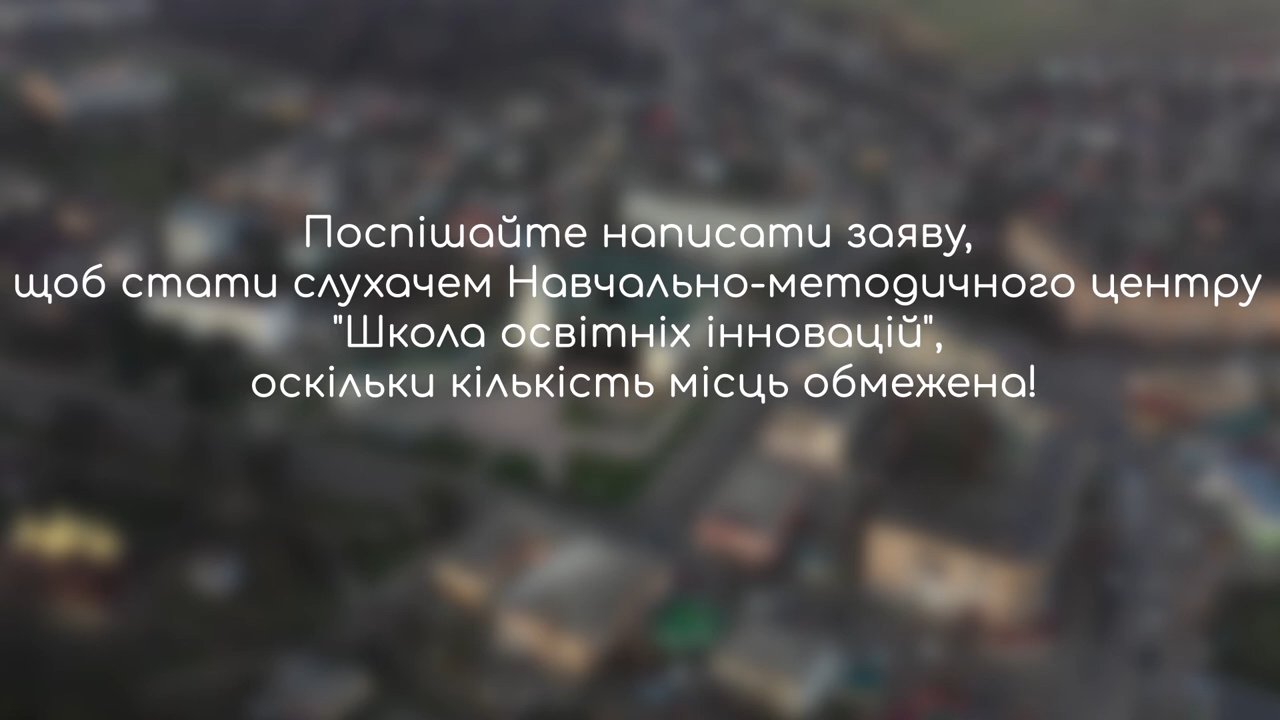 Поспішайте написати заяву,
щоб стати слухачем Навчально-методичного центру
"Школа освітніх інновацій",
оскільки кількість місць обмежена!